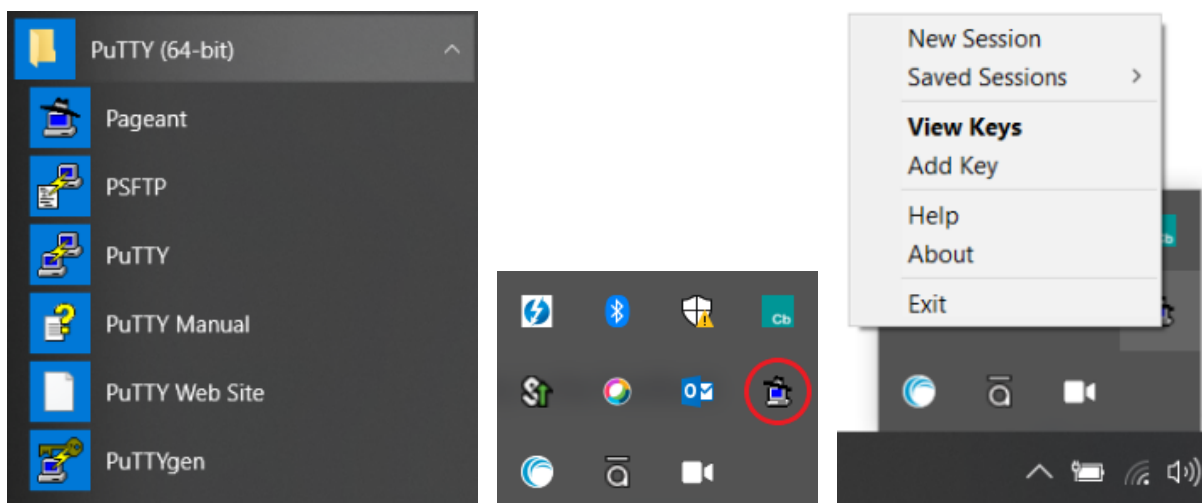 PuTTY (64-bit)
Pageant
PSFTP
PuTTY
PuTTY Manual
PuTTY Web Site
PuTTYgen
Cb
New Session
Saved Sessions
View Keys
Add Key
Help
About
Exit